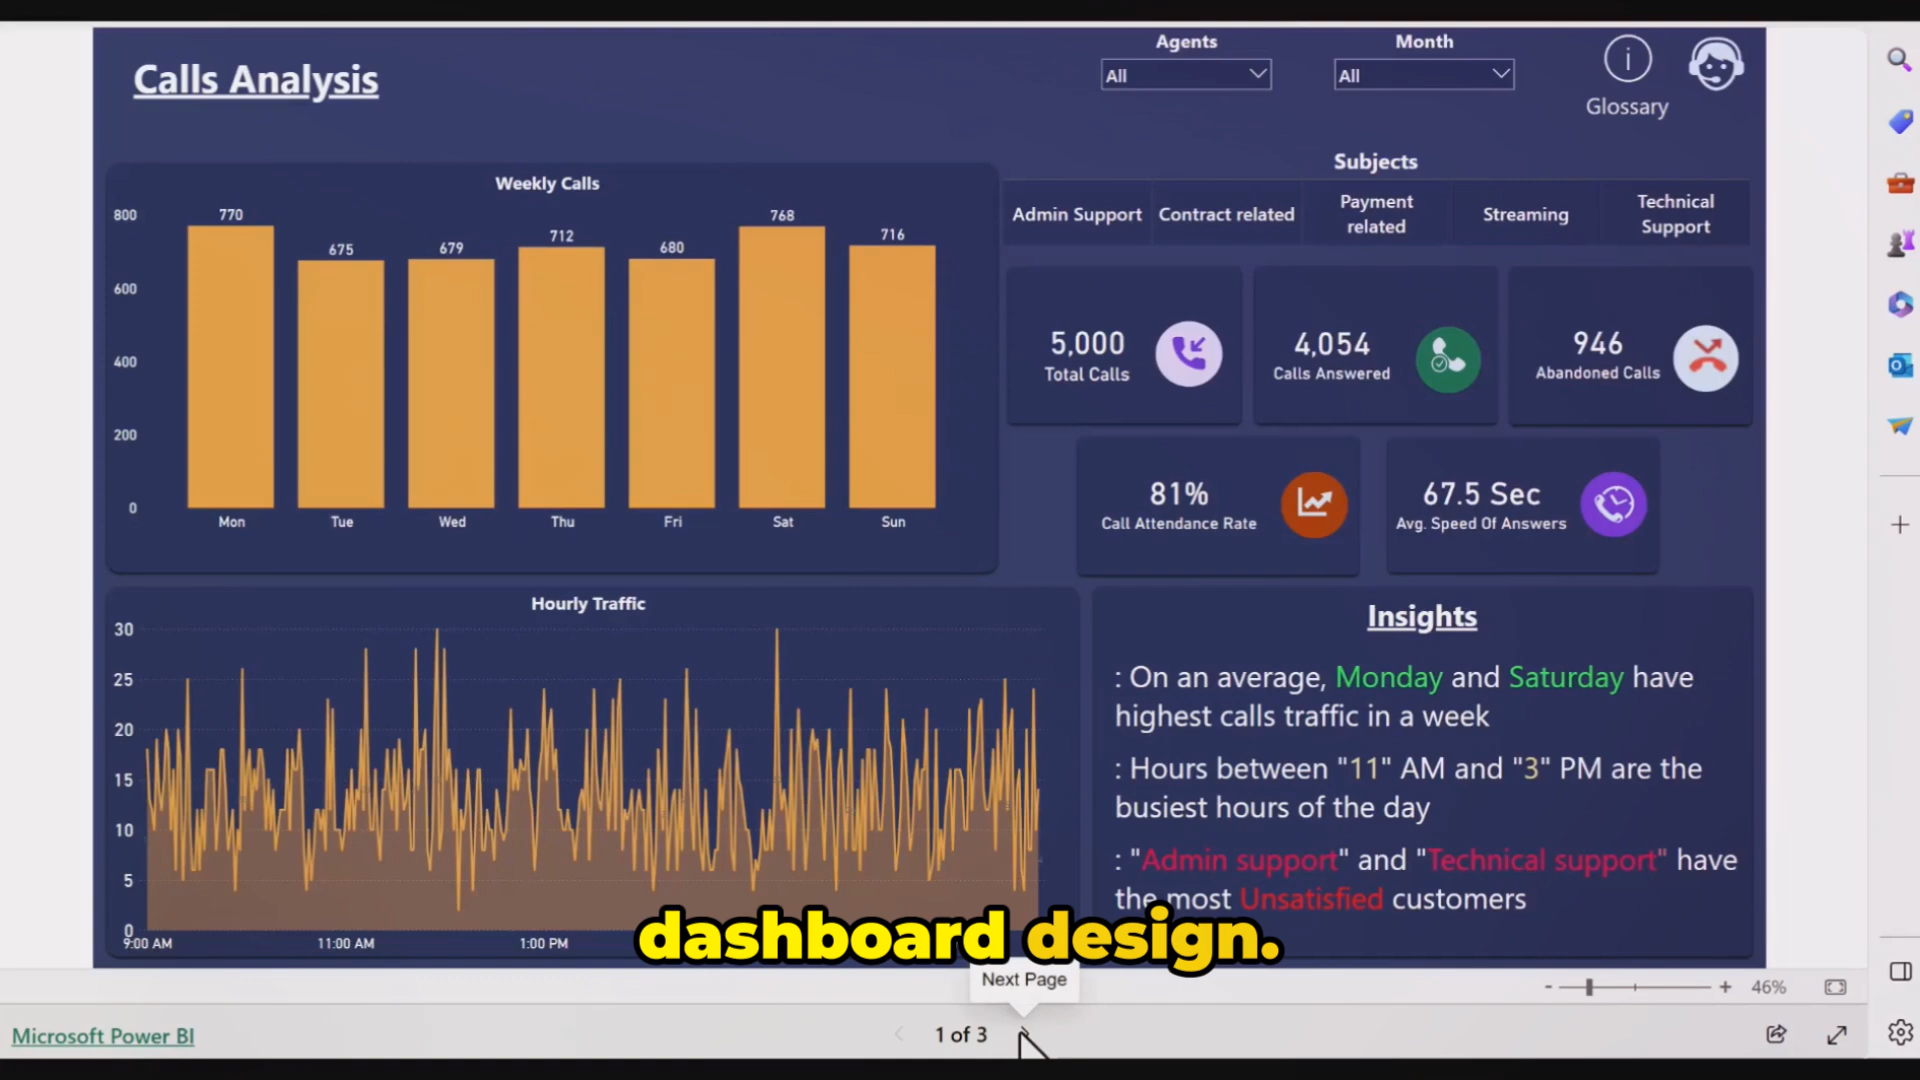 Calls Analysis
Agents
All
Month
All
i
Glossary
Weekly Calls
800
600
400
200
0
770
675
679
712
680
768
716
Mon
Tue
Wed
Thu
Fri
Sat
Sun
Subjects
Admin Support
Contract related
Payment
related
Streaming
Technical
Support
5,000
Total Calls
4,054
Calls Answered
946
Abandoned Calls
81%
Call Attendance Rate
67.5 Sec
Avg. Speed Of Answers
Hourly Traffic
30
25
20
15
10
5
0
9:00 AM
11:00 AM
1:00 PM
Insights
: On an average, Monday and Saturday have
highest calls traffic in a week
: Hours between "11" AM and "3" PM are the
busiest hours of the day
: "Admin support" and "Technical support" have
the most Unsatisfied customers
dashboard design.
Next Page
- + 46%
Microsoft Power BI
1 of 3